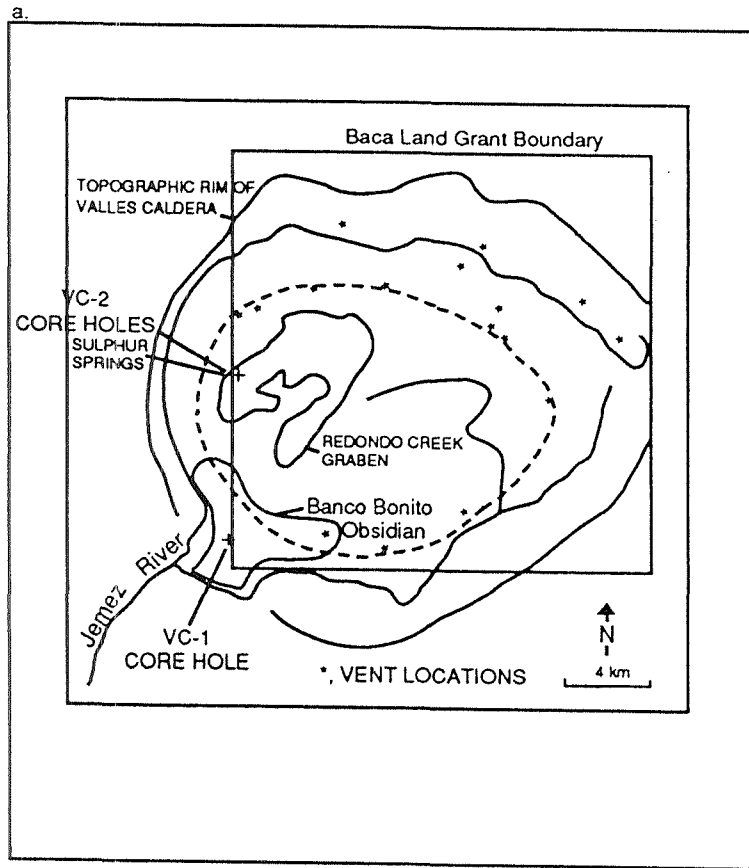 a.
Baca Land Grant Boundary
TOPOGRAPHIC RIM OF
VALLES CALDERA
VC-2
CORE HOLES
SULPHUR
SPRINGS
REDONDO CREEK
GRABEN
Banco Bonito
Obsidian
Jemez River
VC-1
CORE HOLE
N
4 km
*, VENT LOCATIONS